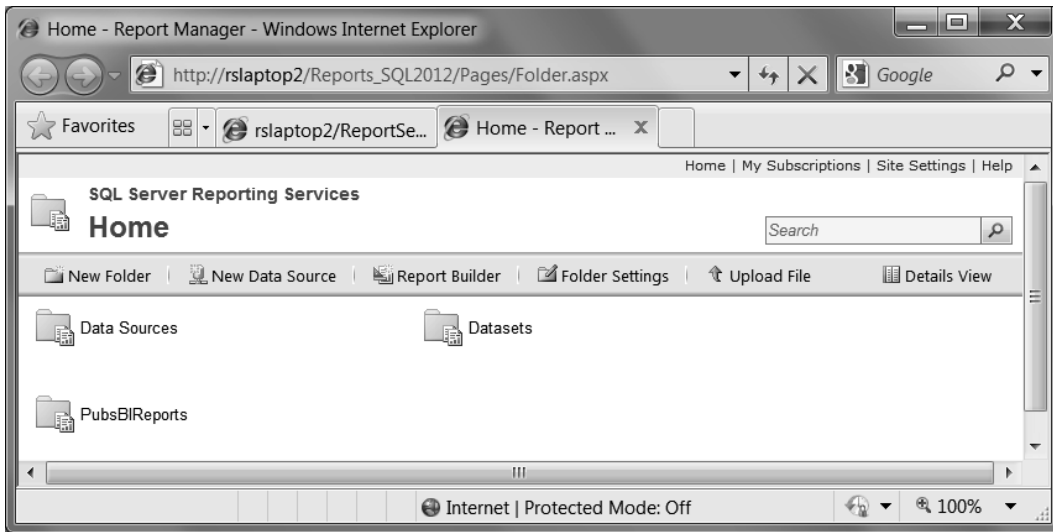 Home - Report Manager - Windows Internet Explorer
http://rslaptop2/Reports_SQL2012/Pages/Folder.aspx
Google
Favorites
rslaptop2/ReportSe...
Home - Report ...
Home | My Subscriptions | Site Settings | Help
SQL Server Reporting Services
Home
Search
New Folder | New Data Source | Report Builder | Folder Settings | Upload File Details View
Data Sources
Datasets
PubsBIReports
Internet | Protected Mode: Off
100%